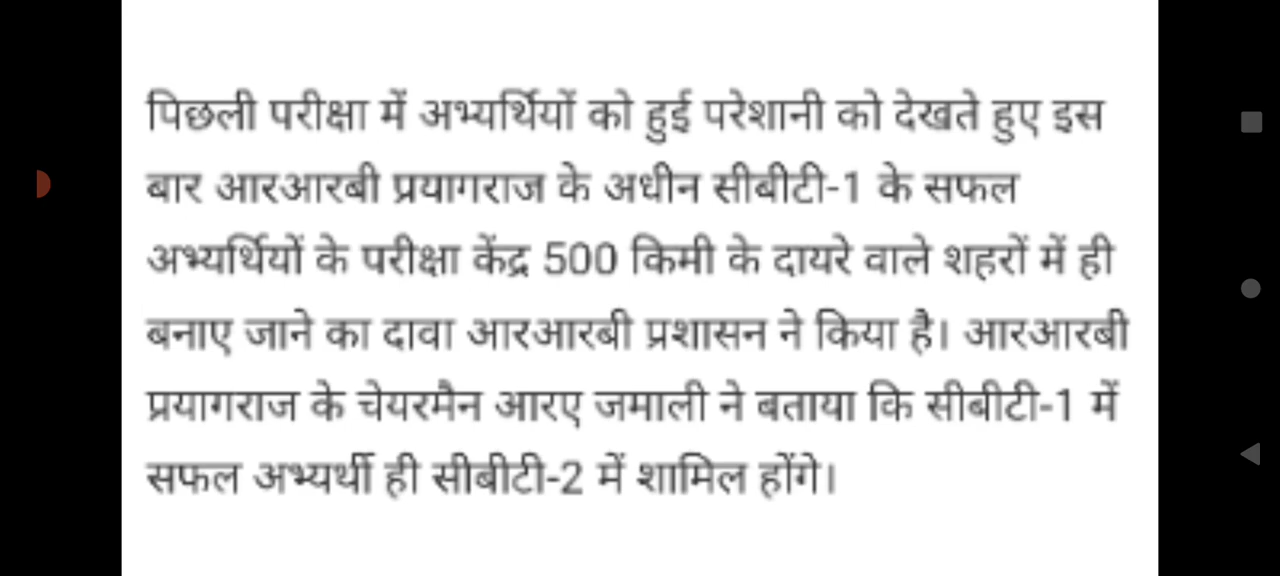 पिछली परीक्षा में अभ्यर्थियों को हुई परेशानी को देखते हुए इस
बार आरआरबी प्रयागराज के अधीन सीबीटी-1 के सफल
अभ्यर्थियों के परीक्षा केंद्र 500 किमी के दायरे वाले शहरों में ही
बनाए जाने का दावा आरआरबी प्रशासन ने किया है। आरआरबी
प्रयागराज के चेयरमैन आरए जमाली ने बताया कि सीबीटी-1 में
सफल अभ्यर्थी ही सीबीटी-2 में शामिल होंगे।